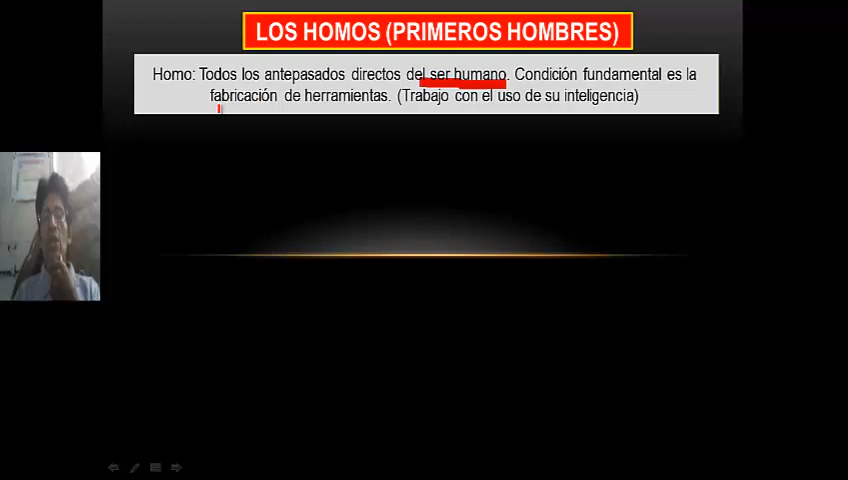 LOS HOMOS (PRIMEROS HOMBRES)
Homo: Todos los antepasados directos del ser humano. Condición fundamental es la
fabricación de herramientas. (Trabajo con el uso de su inteligencia)